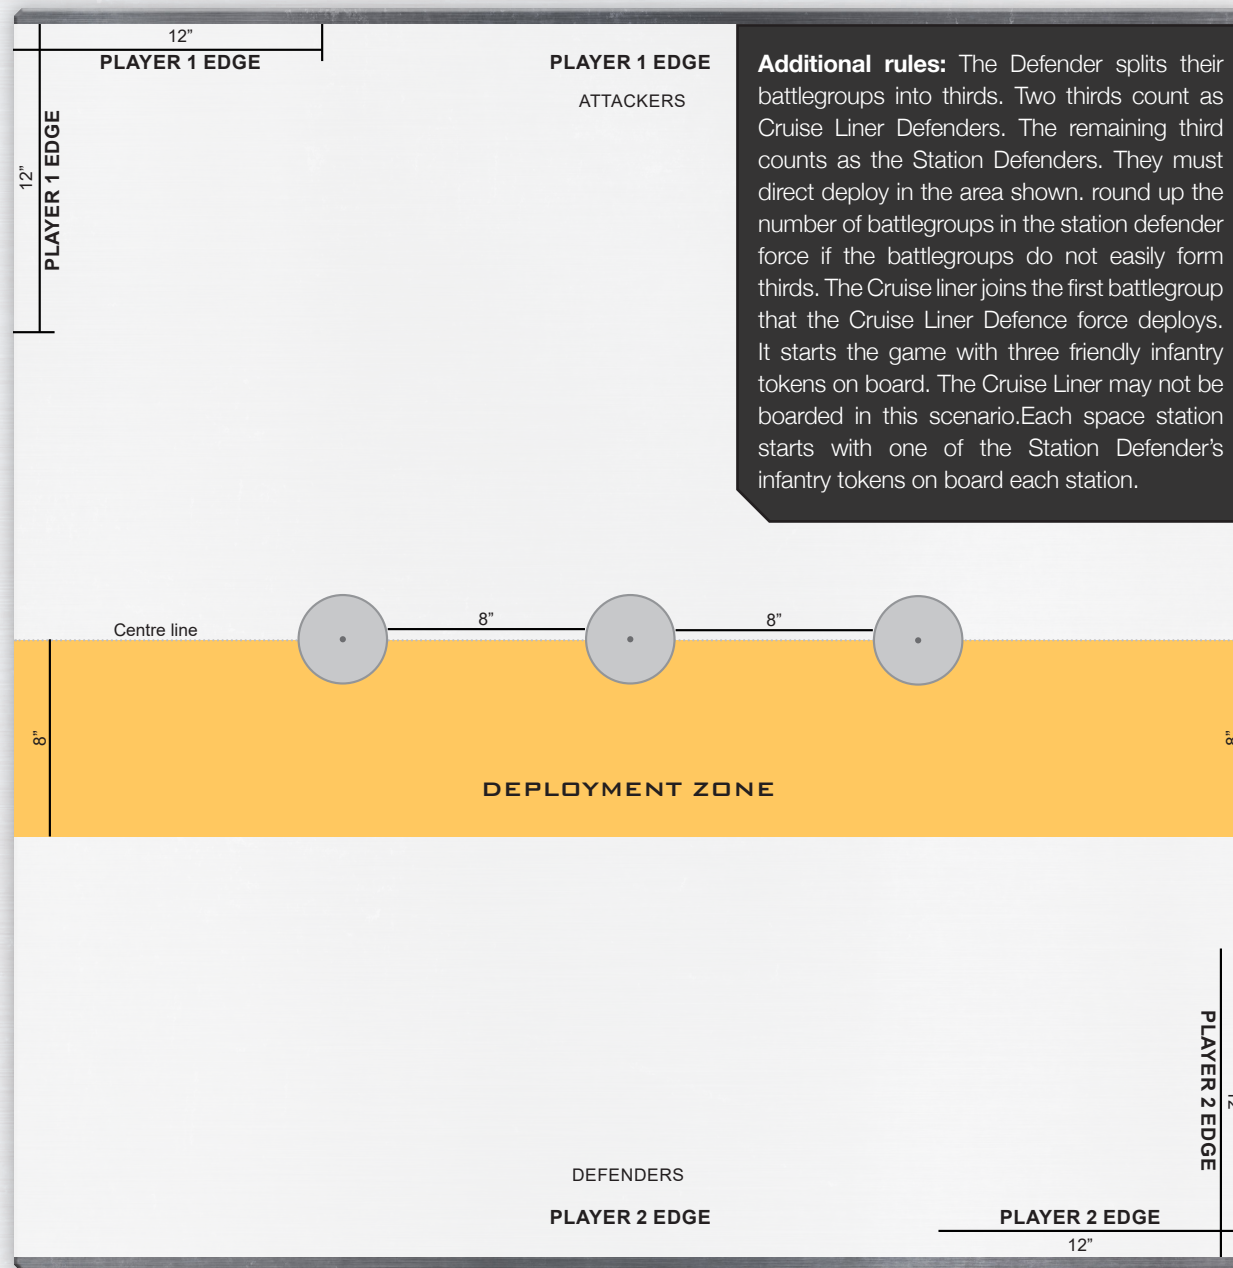 12”
PLAYER 1 EDGE
PLAYER 1 EDGE
ATTACKERS
12”
PLAYER 1 EDGE
Additional rules: The Defender splits their
battlegroups into thirds. Two thirds count as
Cruise Liner Defenders. The remaining third
counts as the Station Defenders. They must
direct deploy in the area shown. round up the
number of battlegroups in the station defender
force if the battlegroups do not easily form
thirds. The Cruise liner joins the first battlegroup
that the Cruise Liner Defence force deploys.
It starts the game with three friendly infantry
tokens on board. The Cruise Liner may not be
boarded in this scenario.Each space station
starts with one of the Station Defender’s
infantry tokens on board each station.
Centre line
8”
8”
8”
8”
DEPLOYMENT ZONE
PLAYER 2 EDGE
DEFENDERS
PLAYER 2 EDGE
PLAYER 2 EDGE
12”